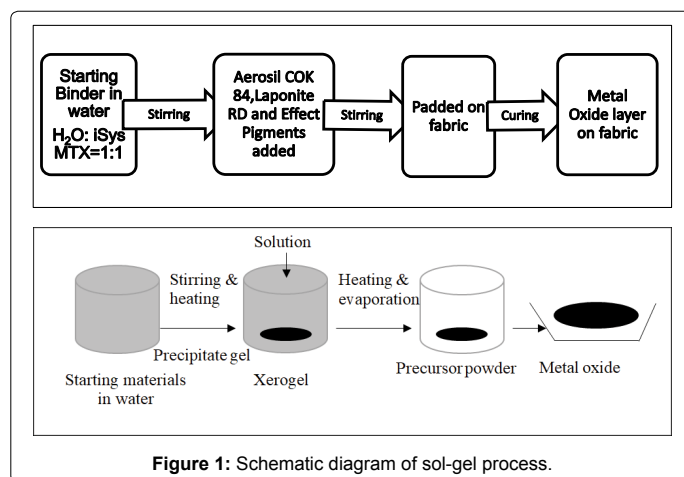 Starting
Binder in
water
H₂O: iSys
MTX=1:1
Stirring
Aerosil COK
84,Laponite
RD and Effect
Pigments
added
Stirring
Padded on
fabric
Curing
Metal
Oxide layer
on fabric
Solution
Stirring &
heating
Heating &
evaporation
Precipitate gel
Starting materials
in water
Xerogel
Precursor powder
Metal oxide
Figure 1: Schematic diagram of sol-gel process.